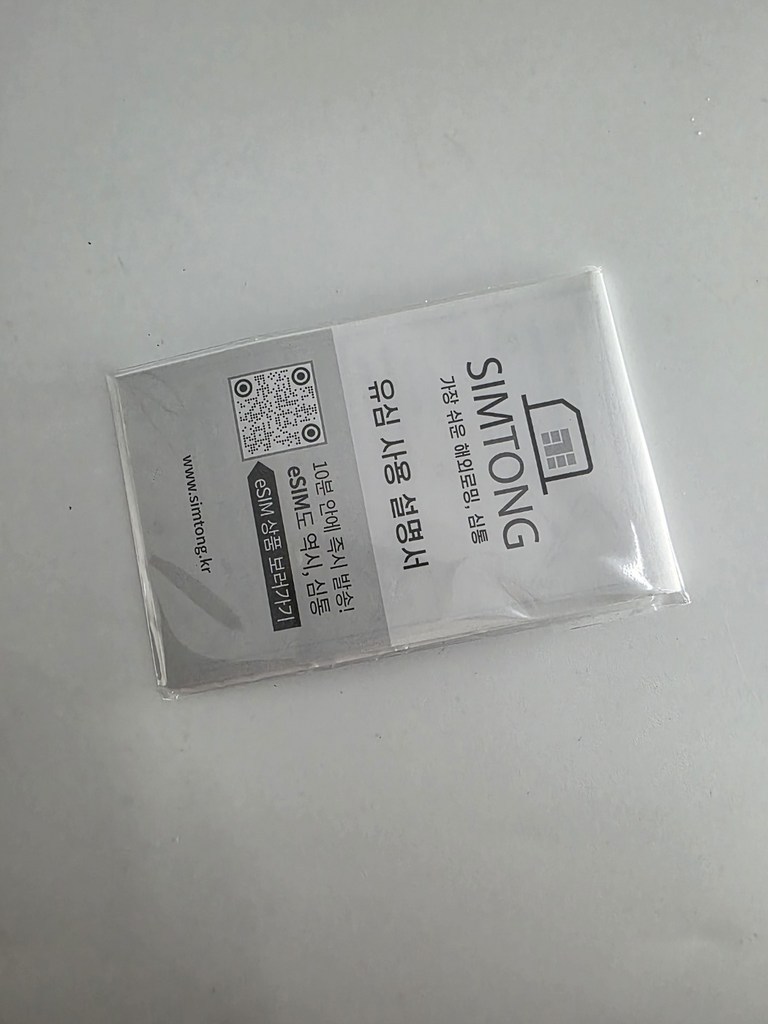 SIMTONG
가장 쉬운 해외로밍, 심통
유심 사용 설명서
10분 안에 즉시 발송!
eSIM도 역시, 심통
eSIM 상품 보러가기
www.simtong.kr